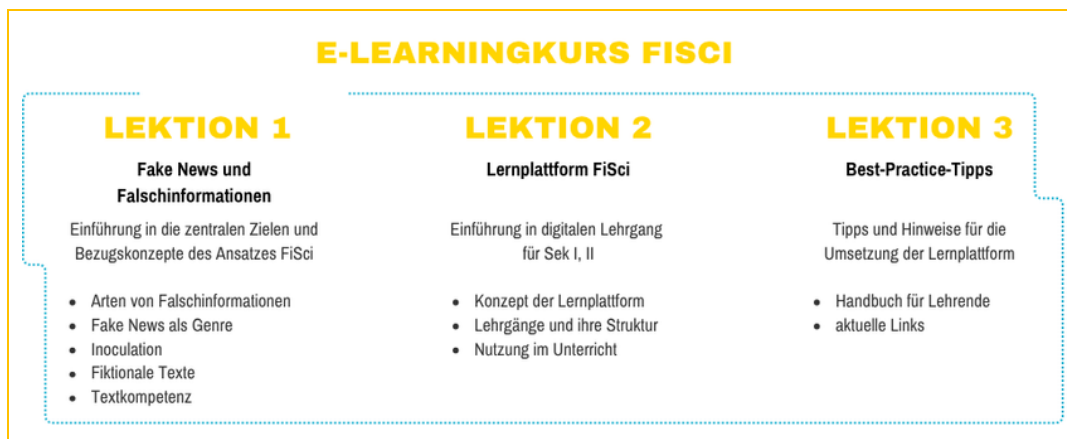 E-LEARNINGKURS FISCI
LEKTION 1
Fake News und
Falschinformationen
Einführung in die zentralen Zielen und
Bezugskonzepte des Ansatzes FiSci
• Arten von Falschinformationen
• Fake News als Genre
• Inoculation
• Fiktionale Texte
• Textkompetenz
LEKTION 2
Lernplattform FiSci
Einführung in digitalen Lehrgang
für Sek I, II
• Konzept der Lernplattform
• Lehrgänge und ihre Struktur
• Nutzung im Unterricht
LEKTION 3
Best-Practice-Tipps
Tipps und Hinweise für die
Umsetzung der Lernplattform
• Handbuch für Lehrende
• aktuelle Links